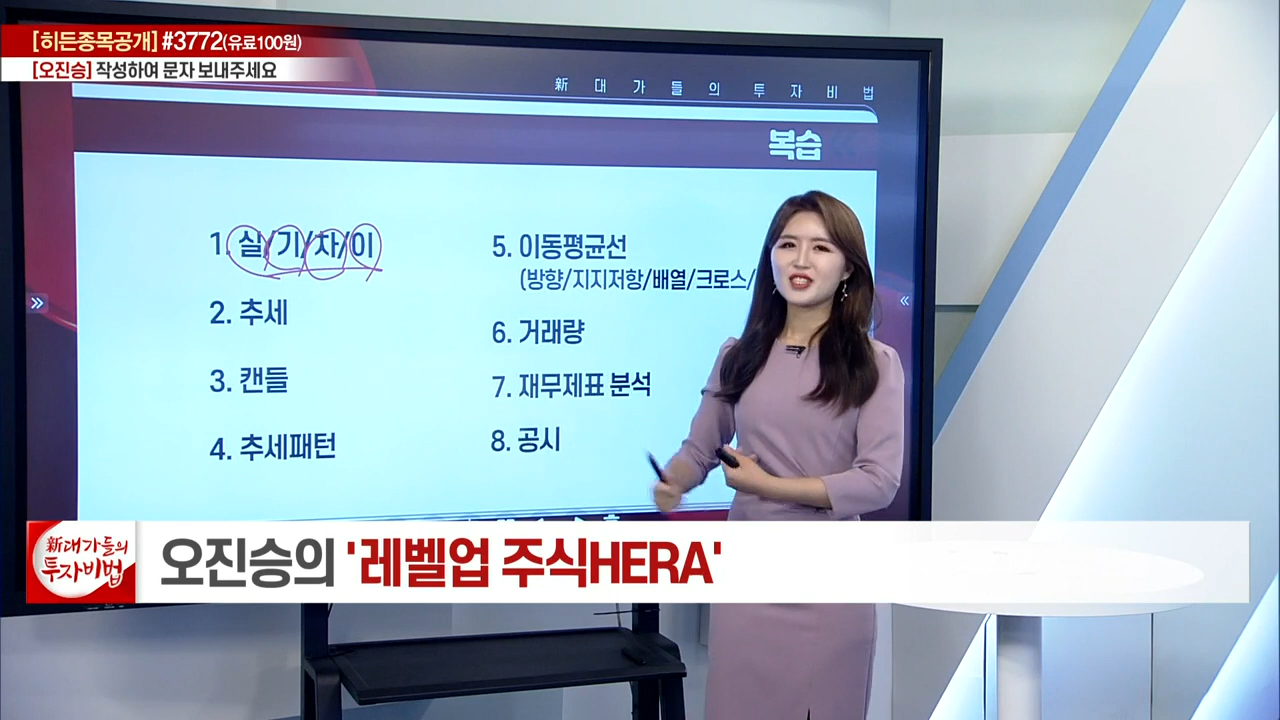 [히든종목공개] #3772(유료100원)
[오진승] 작성하여 문자 보내주세요
新 대가들의 투자비법
복습
1. 실/기/차/이
2. 추세
3. 캔들
4. 추세패턴
5. 이동평균선
(방향/지지저항/배열/크로스/
6. 거래량
7. 재무제표 분석
8. 공시
新대가들의
투자비법
오진승의 '레벨업 주식HERA'